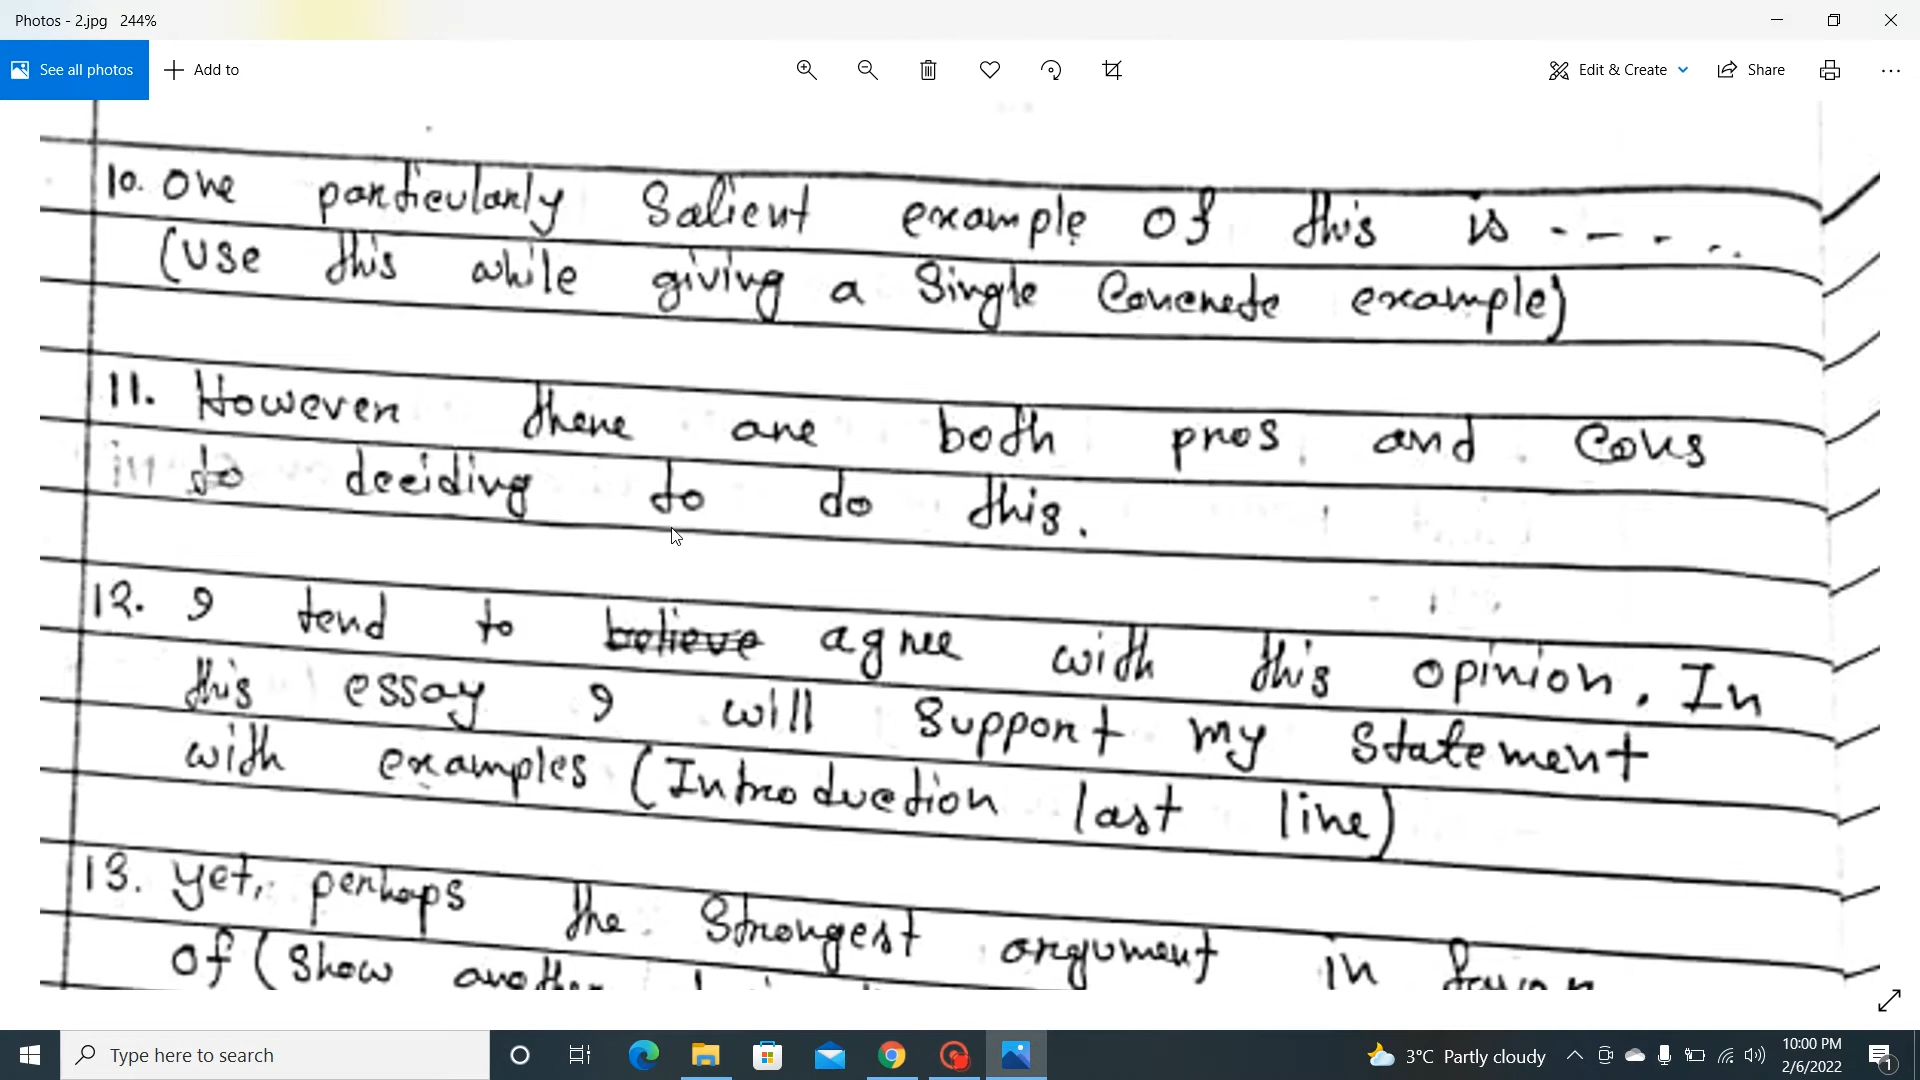 Photos - 2.jpg 244%
See all photos
Add to
Edit & Create
Share
10. One particularly Salient example of this is - - - - - .
(Use this while giving a Single Concrete example)
11. However there are both pros and Cons
in to deciding to do this.
12. I tend to believe agree with this opinion. In
this essay I will Support my Statement
with examples (Introduction last line)
13. Yet, perhaps the Strongest argument in favour
of (Show another
Type here to search
3°C Partly cloudy
10:00 PM
2/6/2022
1